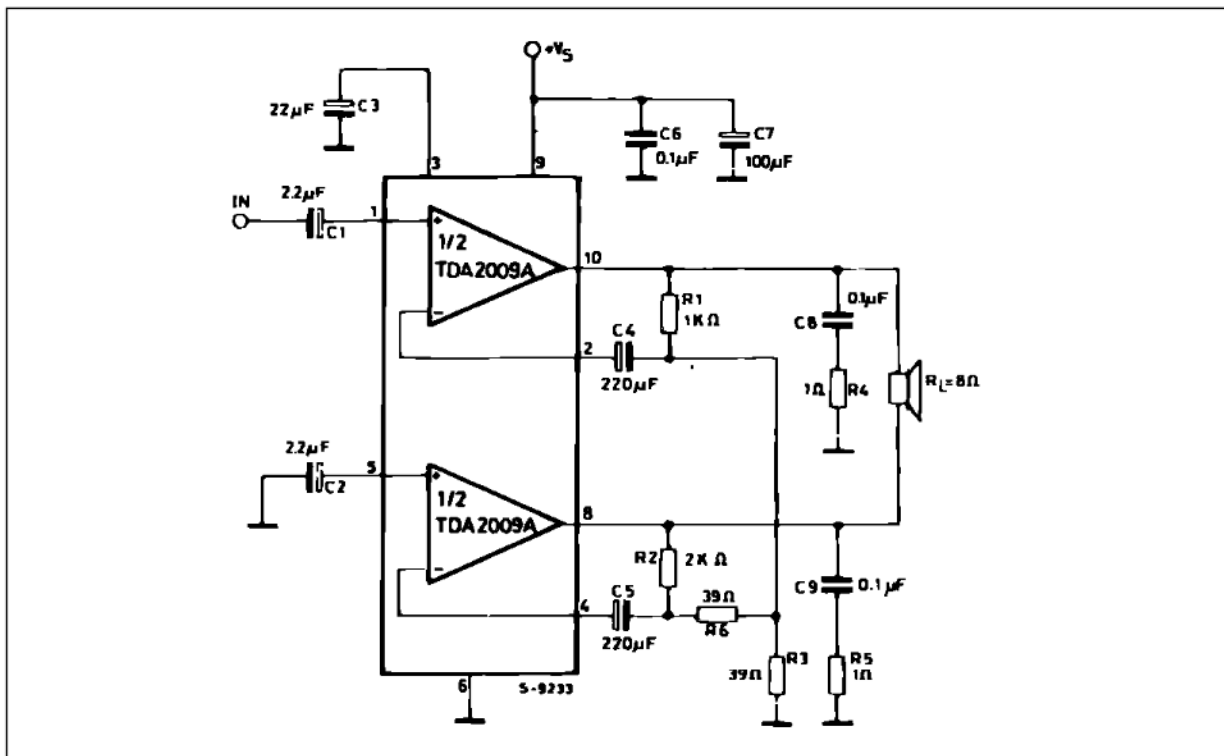 +VS
22µF
C3
C6
0.1µF
C7
100µF
3
9
IN
2.2µF
C1
1
+
1/2
TDA2009A
-
10
R1
1KΩ
0.1µF
C8
C4
2
220µF
1Ω
R4
RL=8Ω
2.2µF
C2
5
+
1/2
TDA2009A
-
8
R2
2KΩ
C9
0.1µF
C5
39Ω
4
R6
220µF
39Ω
R3
R5
1Ω
6
S-9233